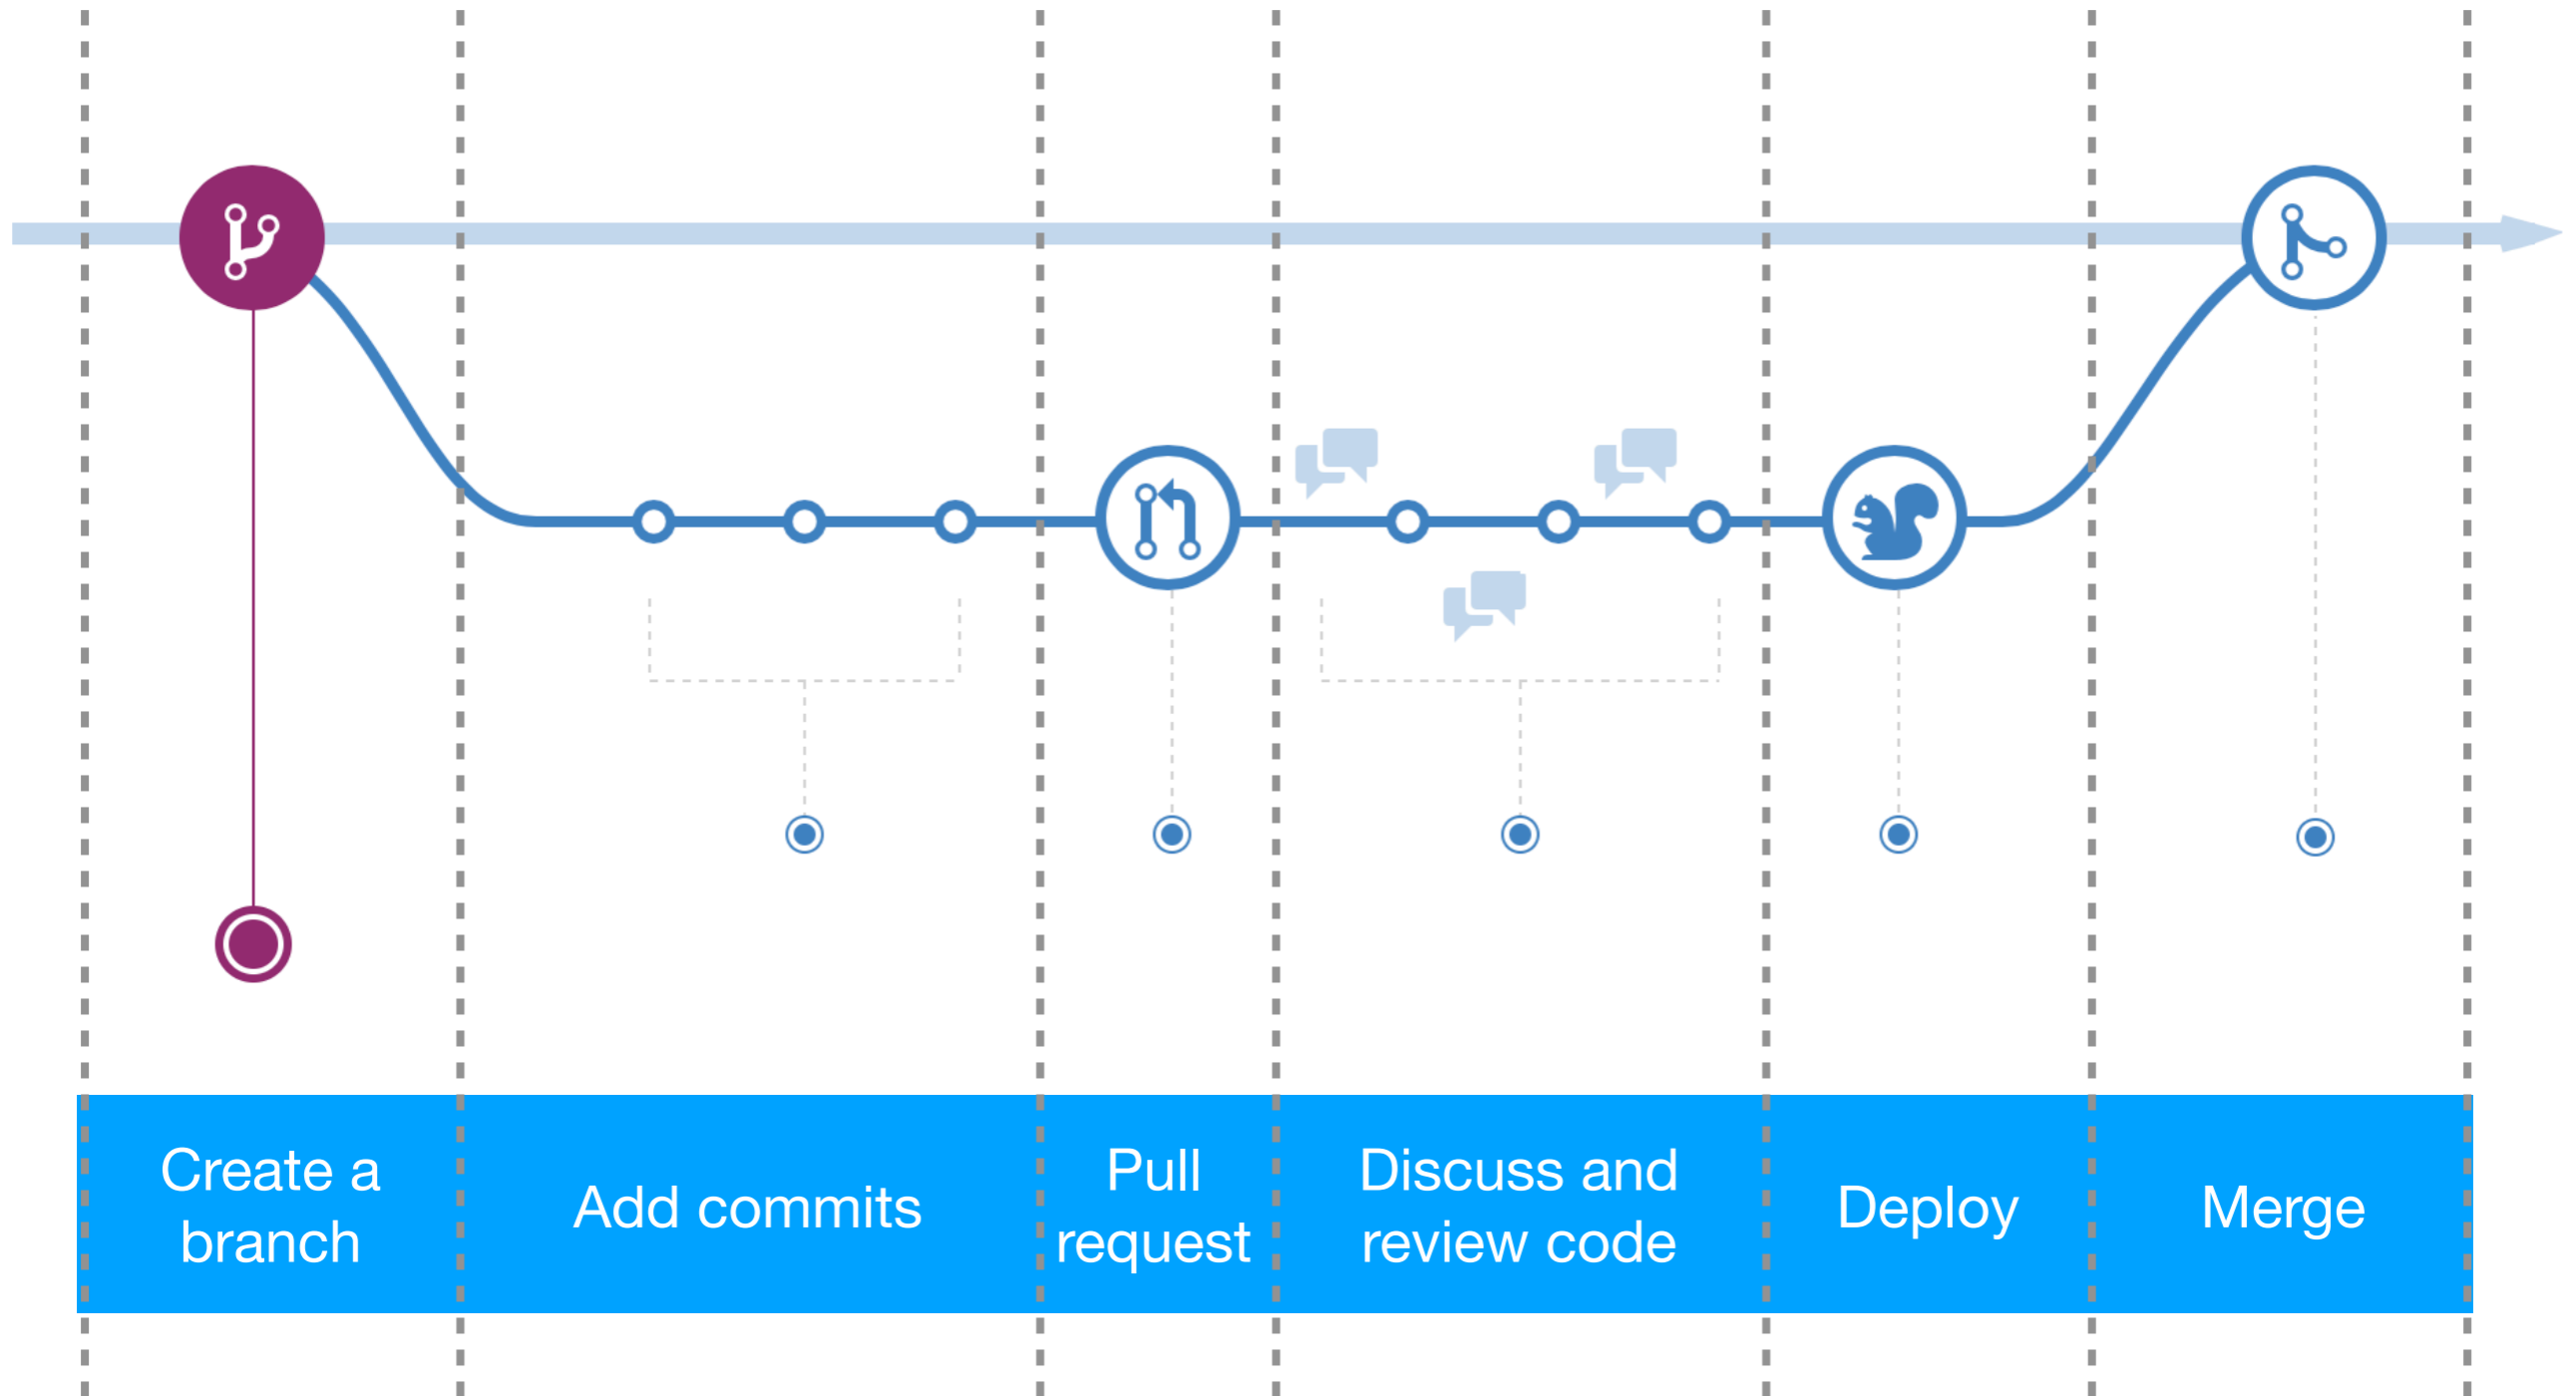 Create a
branch
Add commits
Pull
request
Discuss and
review code
Deploy
Merge